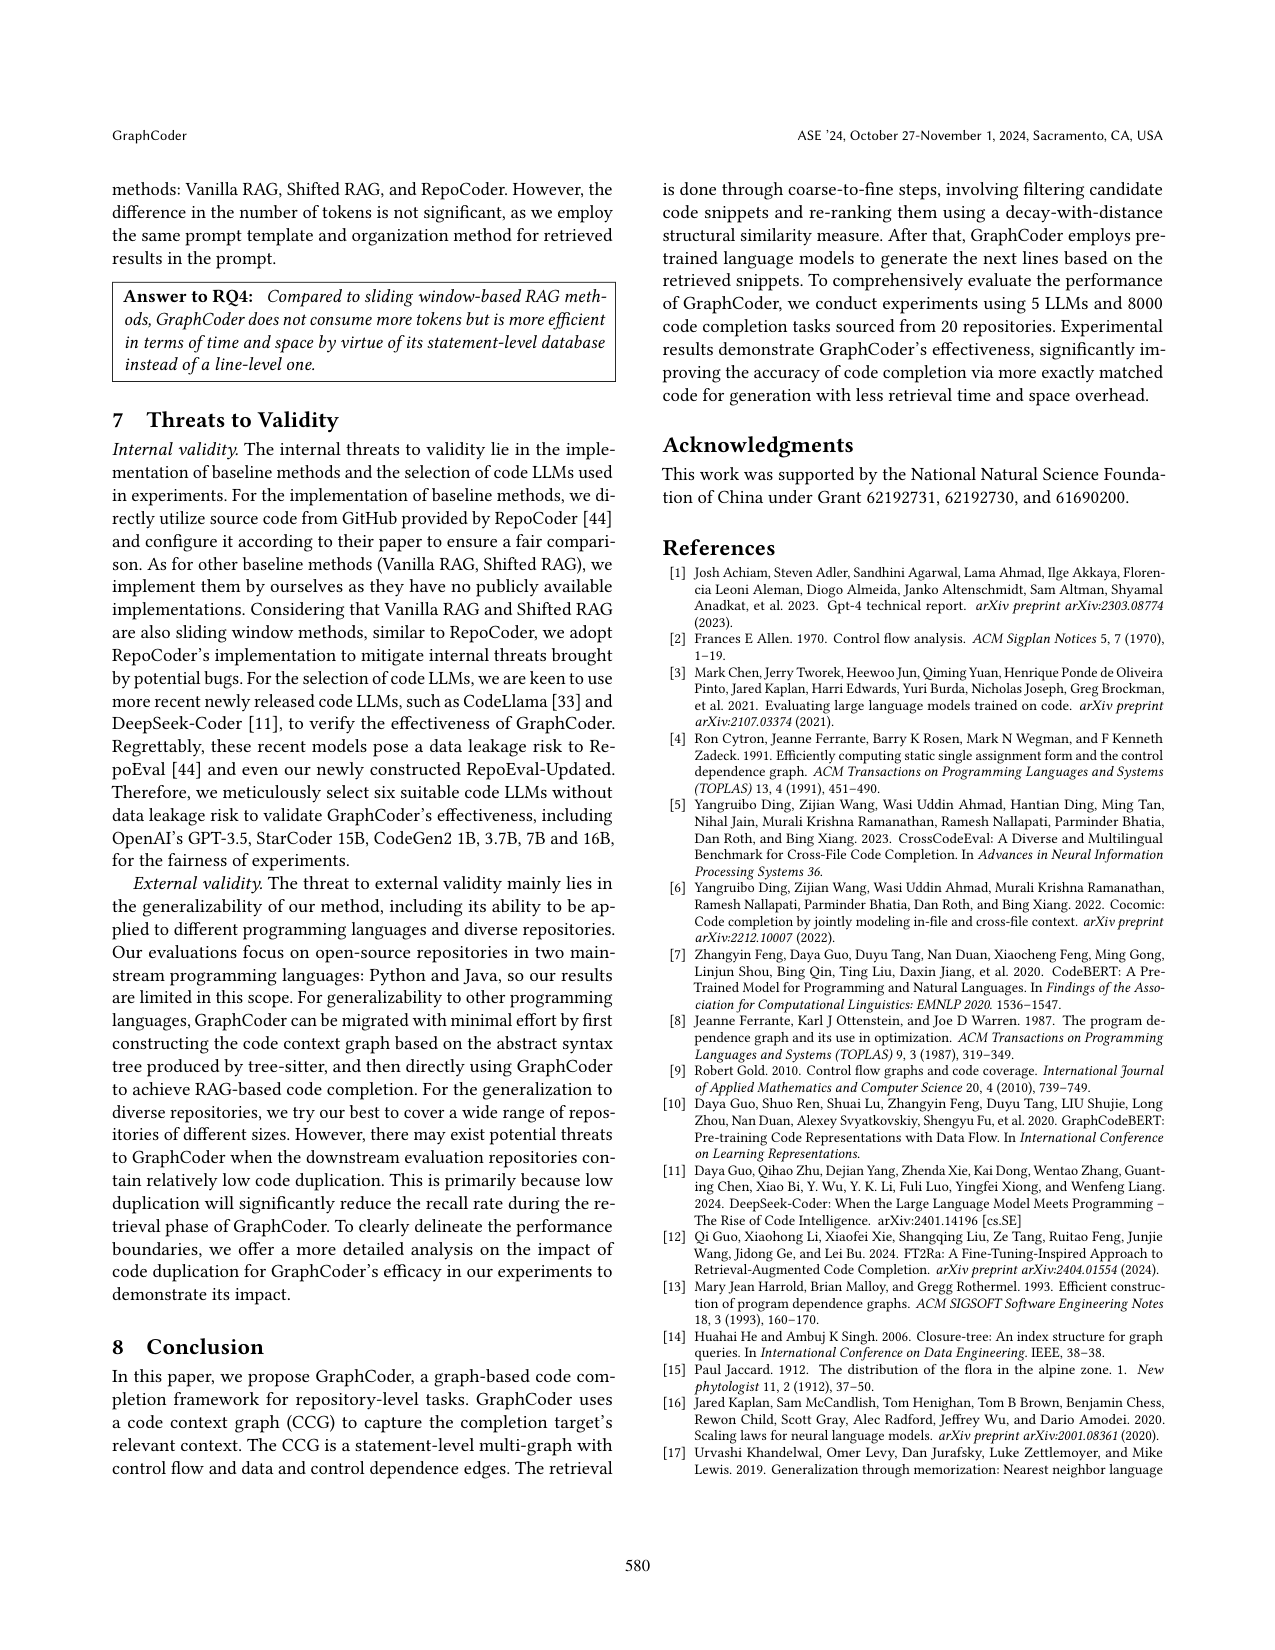 GraphCoder
ASE ’24, October 27-November 1, 2024, Sacramento, CA, USA
methods: Vanilla RAG, Shifted RAG, and RepoCoder. However, the
difference in the number of tokens is not significant, as we employ
the same prompt template and organization method for retrieved
results in the prompt.
Answer to RQ4: Compared to sliding window-based RAG meth-
ods, GraphCoder does not consume more tokens but is more efficient
in terms of time and space by virtue of its statement-level database
instead of a line-level one.
7 Threats to Validity
Internal validity. The internal threats to validity lie in the imple-
mentation of baseline methods and the selection of code LLMs used
in experiments. For the implementation of baseline methods, we di-
rectly utilize source code from GitHub provided by RepoCoder [44]
and configure it according to their paper to ensure a fair compari-
son. As for other baseline methods (Vanilla RAG, Shifted RAG), we
implement them by ourselves as they have no publicly available
implementations. Considering that Vanilla RAG and Shifted RAG
are also sliding window methods, similar to RepoCoder, we adopt
RepoCoder’s implementation to mitigate internal threats brought
by potential bugs. For the selection of code LLMs, we are keen to use
more recent newly released code LLMs, such as CodeLlama [33] and
DeepSeek-Coder [11], to verify the effectiveness of GraphCoder.
Regrettably, these recent models pose a data leakage risk to Re-
poEval [44] and even our newly constructed RepoEval-Updated.
Therefore, we meticulously select six suitable code LLMs without
data leakage risk to validate GraphCoder’s effectiveness, including
OpenAI’s GPT-3.5, StarCoder 15B, CodeGen2 1B, 3.7B, 7B and 16B,
for the fairness of experiments.
External validity. The threat to external validity mainly lies in
the generalizability of our method, including its ability to be ap-
plied to different programming languages and diverse repositories.
Our evaluations focus on open-source repositories in two main-
stream programming languages: Python and Java, so our results
are limited in this scope. For generalizability to other programming
languages, GraphCoder can be migrated with minimal effort by first
constructing the code context graph based on the abstract syntax
tree produced by tree-sitter, and then directly using GraphCoder
to achieve RAG-based code completion. For the generalization to
diverse repositories, we try our best to cover a wide range of repos-
itories of different sizes. However, there may exist potential threats
to GraphCoder when the downstream evaluation repositories con-
tain relatively low code duplication. This is primarily because low
duplication will significantly reduce the recall rate during the re-
trieval phase of GraphCoder. To clearly delineate the performance
boundaries, we offer a more detailed analysis on the impact of
code duplication for GraphCoder’s efficacy in our experiments to
demonstrate its impact.
8 Conclusion
In this paper, we propose GraphCoder, a graph-based code com-
pletion framework for repository-level tasks. GraphCoder uses
a code context graph (CCG) to capture the completion target’s
relevant context. The CCG is a statement-level multi-graph with
control flow and data and control dependence edges. The retrieval
is done through coarse-to-fine steps, involving filtering candidate
code snippets and re-ranking them using a decay-with-distance
structural similarity measure. After that, GraphCoder employs pre-
trained language models to generate the next lines based on the
retrieved snippets. To comprehensively evaluate the performance
of GraphCoder, we conduct experiments using 5 LLMs and 8000
code completion tasks sourced from 20 repositories. Experimental
results demonstrate GraphCoder’s effectiveness, significantly im-
proving the accuracy of code completion via more exactly matched
code for generation with less retrieval time and space overhead.
Acknowledgments
This work was supported by the National Natural Science Founda-
tion of China under Grant 62192731, 62192730, and 61690200.
References
[1] Josh Achiam, Steven Adler, Sandhini Agarwal, Lama Ahmad, Ilge Akkaya, Floren-
cia Leoni Aleman, Diogo Almeida, Janko Altenschmidt, Sam Altman, Shyamal
Anadkat, et al. 2023. Gpt-4 technical report. arXiv preprint arXiv:2303.08774
(2023).
[2] Frances E Allen. 1970. Control flow analysis. ACM Sigplan Notices 5, 7 (1970),
1–19.
[3] Mark Chen, Jerry Tworek, Heewoo Jun, Qiming Yuan, Henrique Ponde de Oliveira
Pinto, Jared Kaplan, Harri Edwards, Yuri Burda, Nicholas Joseph, Greg Brockman,
et al. 2021. Evaluating large language models trained on code. arXiv preprint
arXiv:2107.03374 (2021).
[4] Ron Cytron, Jeanne Ferrante, Barry K Rosen, Mark N Wegman, and F Kenneth
Zadeck. 1991. Efficiently computing static single assignment form and the control
dependence graph. ACM Transactions on Programming Languages and Systems
(TOPLAS) 13, 4 (1991), 451–490.
[5] Yangruibo Ding, Zijian Wang, Wasi Uddin Ahmad, Hantian Ding, Ming Tan,
Nihal Jain, Murali Krishna Ramanathan, Ramesh Nallapati, Parminder Bhatia,
Dan Roth, and Bing Xiang. 2023. CrossCodeEval: A Diverse and Multilingual
Benchmark for Cross-File Code Completion. In Advances in Neural Information
Processing Systems 36.
[6] Yangruibo Ding, Zijian Wang, Wasi Uddin Ahmad, Murali Krishna Ramanathan,
Ramesh Nallapati, Parminder Bhatia, Dan Roth, and Bing Xiang. 2022. Cocomic:
Code completion by jointly modeling in-file and cross-file context. arXiv preprint
arXiv:2212.10007 (2022).
[7] Zhangyin Feng, Daya Guo, Duyu Tang, Nan Duan, Xiaocheng Feng, Ming Gong,
Linjun Shou, Bing Qin, Ting Liu, Daxin Jiang, et al. 2020. CodeBERT: A Pre-
Trained Model for Programming and Natural Languages. In Findings of the Asso-
ciation for Computational Linguistics: EMNLP 2020. 1536–1547.
[8] Jeanne Ferrante, Karl J Ottenstein, and Joe D Warren. 1987. The program de-
pendence graph and its use in optimization. ACM Transactions on Programming
Languages and Systems (TOPLAS) 9, 3 (1987), 319–349.
[9] Robert Gold. 2010. Control flow graphs and code coverage. International Journal
of Applied Mathematics and Computer Science 20, 4 (2010), 739–749.
[10] Daya Guo, Shuo Ren, Shuai Lu, Zhangyin Feng, Duyu Tang, LIU Shujie, Long
Zhou, Nan Duan, Alexey Svyatkovskiy, Shengyu Fu, et al. 2020. GraphCodeBERT:
Pre-training Code Representations with Data Flow. In International Conference
on Learning Representations.
[11] Daya Guo, Qihao Zhu, Dejian Yang, Zhenda Xie, Kai Dong, Wentao Zhang, Guant-
ing Chen, Xiao Bi, Y. Wu, Y. K. Li, Fuli Luo, Yingfei Xiong, and Wenfeng Liang.
2024. DeepSeek-Coder: When the Large Language Model Meets Programming –
The Rise of Code Intelligence. arXiv:2401.14196 [cs.SE]
[12] Qi Guo, Xiaohong Li, Xiaofei Xie, Shangqing Liu, Ze Tang, Ruitao Feng, Junjie
Wang, Jidong Ge, and Lei Bu. 2024. FT2Ra: A Fine-Tuning-Inspired Approach to
Retrieval-Augmented Code Completion. arXiv preprint arXiv:2404.01554 (2024).
[13] Mary Jean Harrold, Brian Malloy, and Gregg Rothermel. 1993. Efficient construc-
tion of program dependence graphs. ACM SIGSOFT Software Engineering Notes
18, 3 (1993), 160–170.
[14] Huahai He and Ambuj K Singh. 2006. Closure-tree: An index structure for graph
queries. In International Conference on Data Engineering. IEEE, 38–38.
[15] Paul Jaccard. 1912. The distribution of the flora in the alpine zone. 1. New
phytologist 11, 2 (1912), 37–50.
[16] Jared Kaplan, Sam McCandlish, Tom Henighan, Tom B Brown, Benjamin Chess,
Rewon Child, Scott Gray, Alec Radford, Jeffrey Wu, and Dario Amodei. 2020.
Scaling laws for neural language models. arXiv preprint arXiv:2001.08361 (2020).
[17] Urvashi Khandelwal, Omer Levy, Dan Jurafsky, Luke Zettlemoyer, and Mike
Lewis. 2019. Generalization through memorization: Nearest neighbor language
580